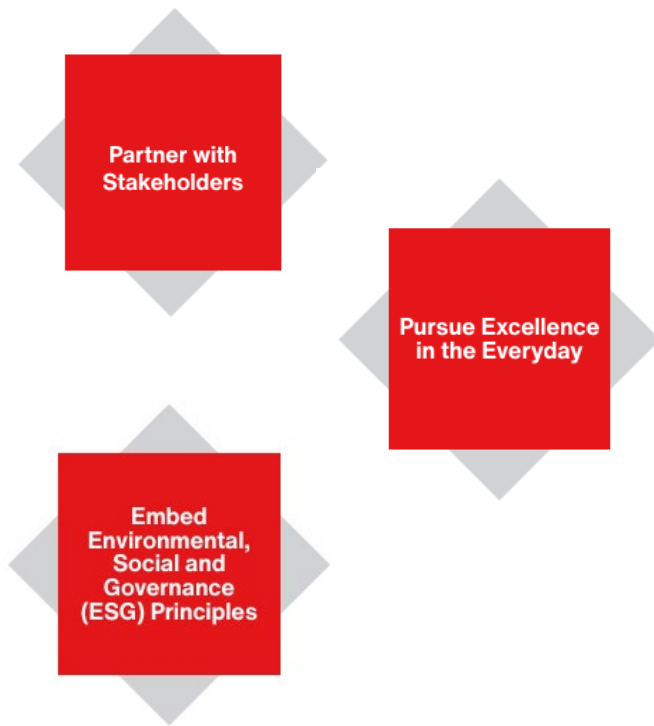 Partner with
Stakeholders
Pursue Excellence
in the Everyday
Embed
Environmental,
Social and
Governance
(ESG) Principles